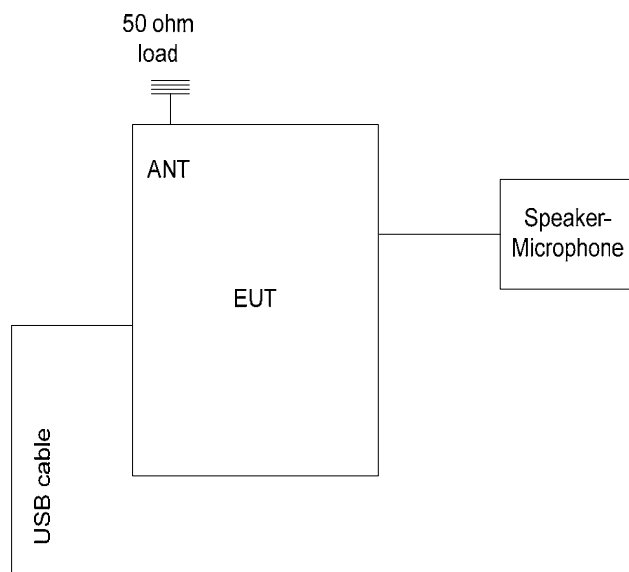 50 ohm
load
ANT
Speaker-
Microphone
EUT
USB cable